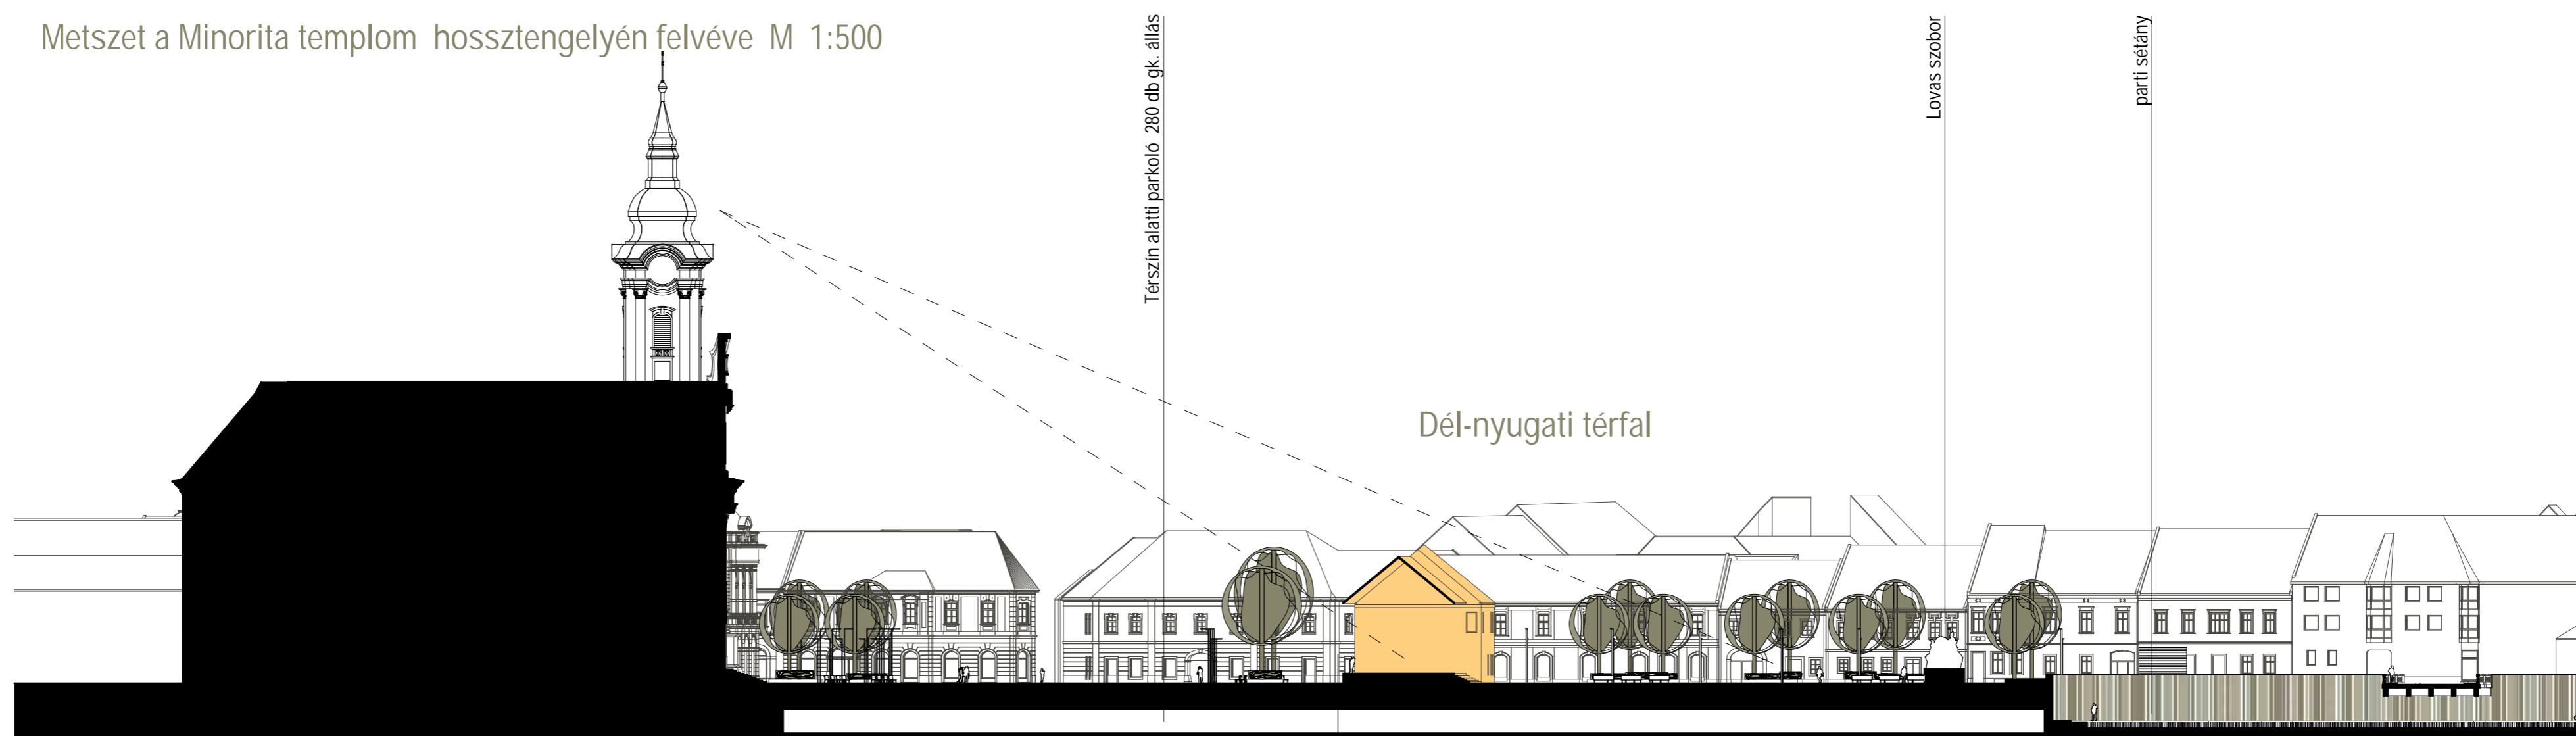 Metszet a Minorita templom hossztengelyén felvéve M 1:500
Térszín alatti parkoló 280 db gk. állás
Lovas szobor
parti sétány
Dél-nyugati térfal